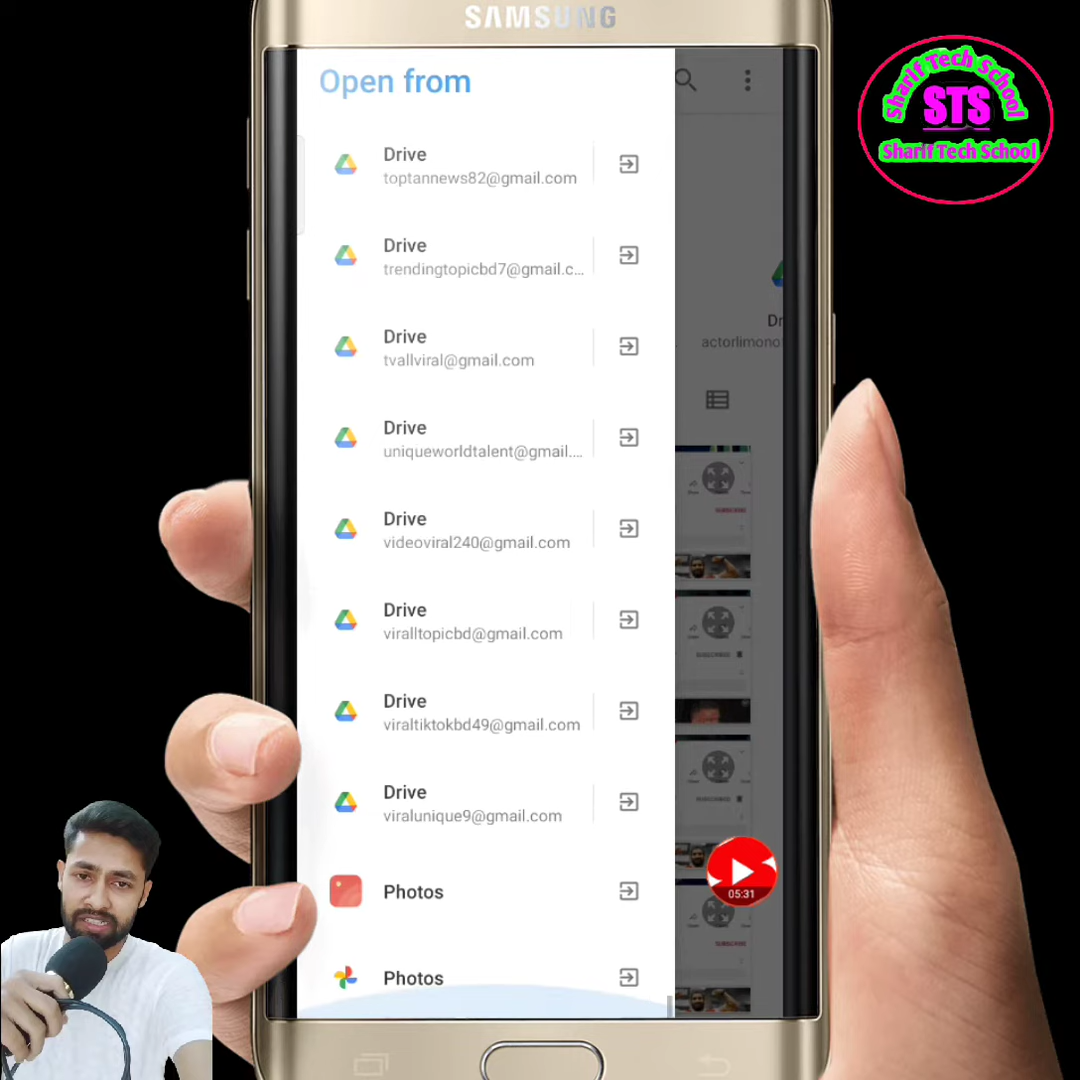 SAMSUNG
Open from
Sharif Tech School
STS
Sharif Tech School
Drive
toptannews82@gmail.com
Drive
trendingtopicbd7@gmail.c...
Dr
actorlimono
Drive
tvallviral@gmail.com
Drive
uniqueworldtalent@gmail....
Drive
videoviral240@gmail.com
Drive
viralltopicbd@gmail.com
Drive
viraltiktokbd49@gmail.com
Drive
viralunique9@gmail.com
Photos
05:31
Photos